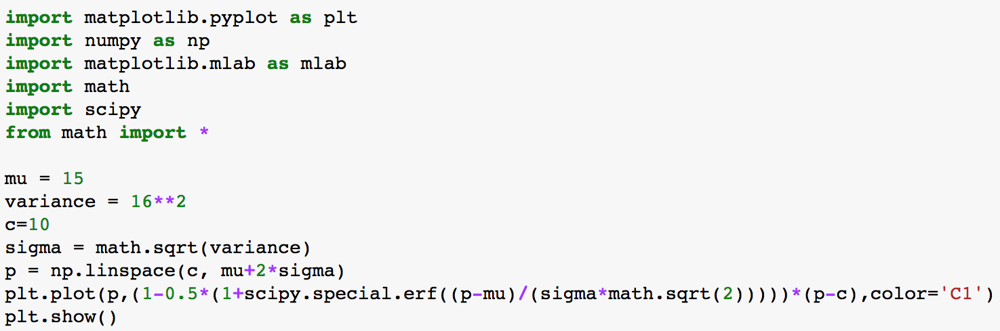 import matplotlib.pyplot as plt
import numpy as np
import matplotlib.mlab as mlab
import math
import scipy
from math import *
mu = 15
variance = 16**2
c=10
sigma = math.sqrt(variance)
p = np.linspace(c, mu+2*sigma)
plt.plot(p,(1-0.5*(1+scipy.special.erf((p-mu)/(sigma*math.sqrt(2)))))*(p-c),color='C1')
plt.show()